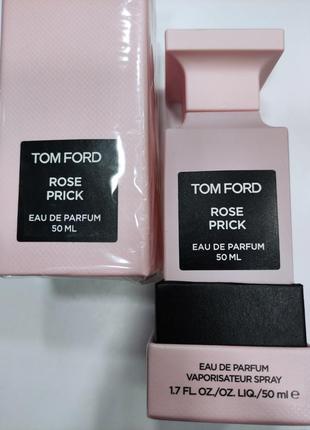 TOM FORD
ROSE
PRICK
EAU DE PARFUM
50 ML
TOM FORD
ROSE
PRICK
EAU DE PARFUM
50 ML
EAU DE PARFUM
VAPORISATEUR SPRAY
1.7 FL. OZ./OZ. LIQ./50 ml e